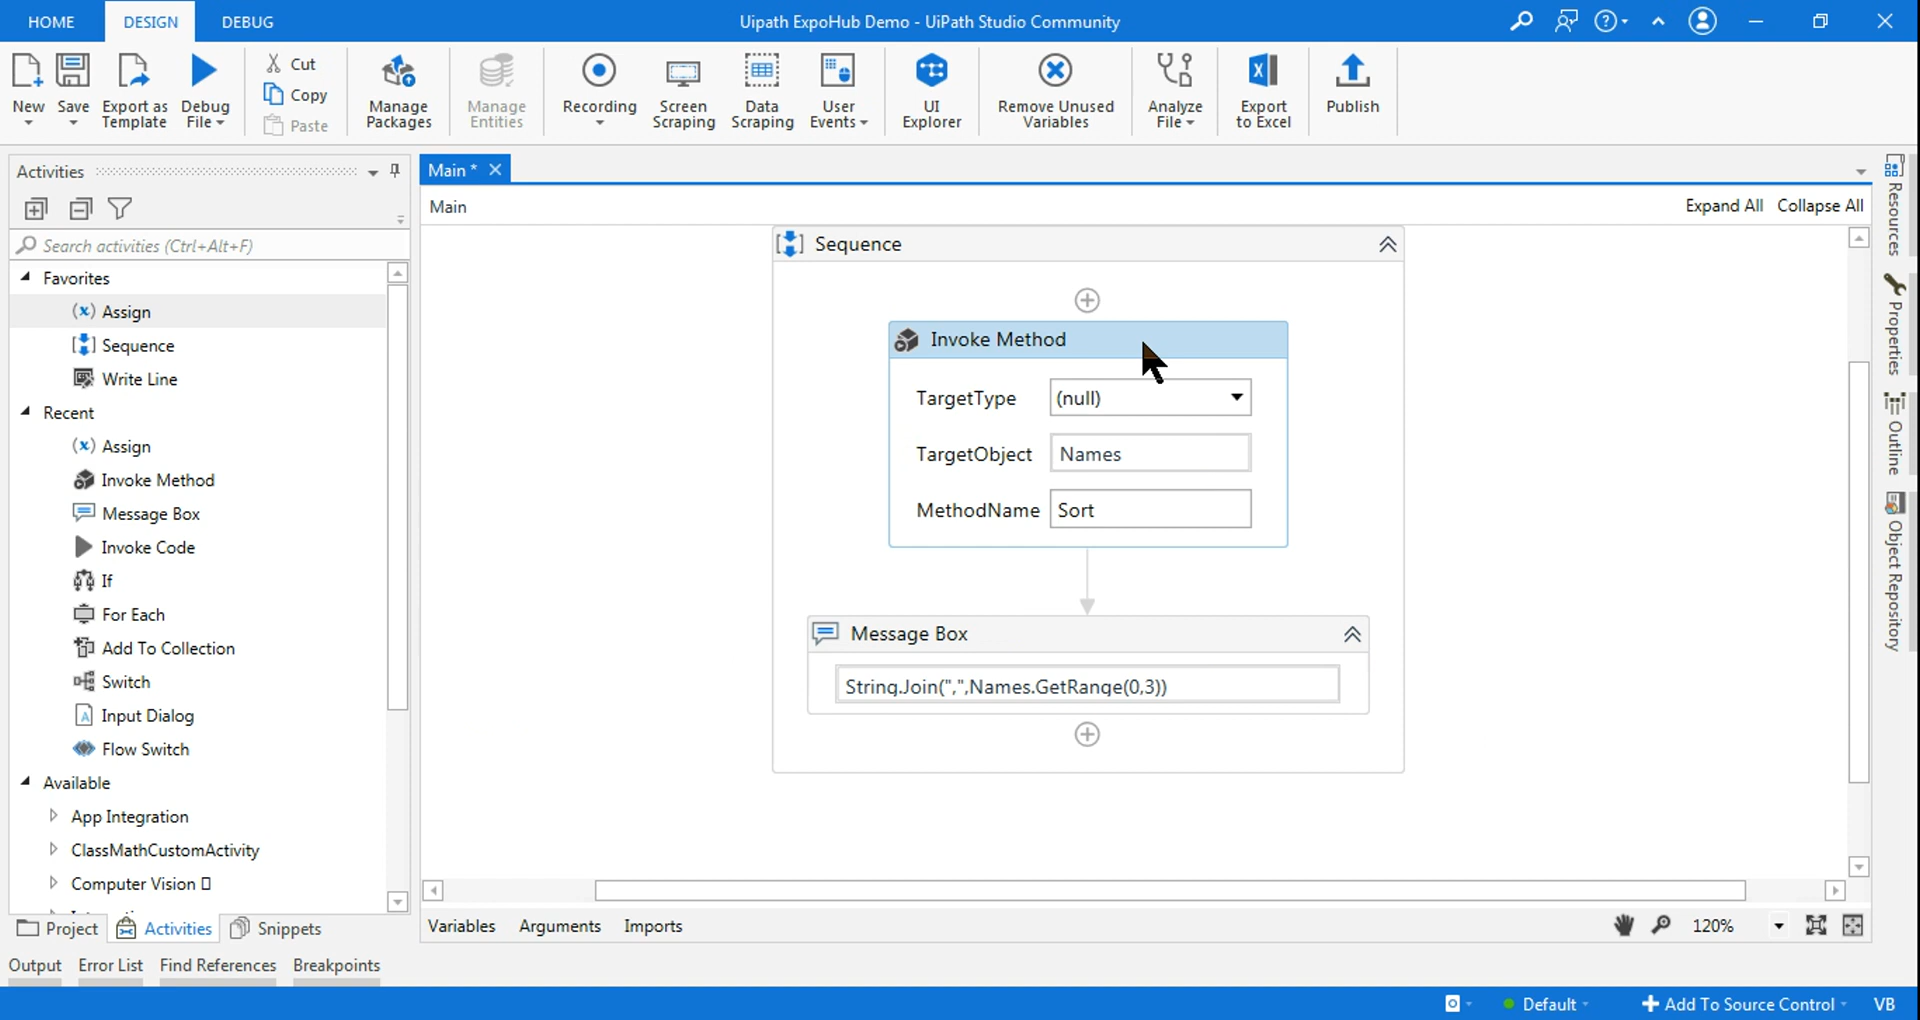 HOME DESIGN DEBUG Uipath ExpoHub Demo - UiPath Studio Community
New Save Export as Template Debug File
Cut
Copy
Paste
Manage Packages Manage Entities Recording Screen Scraping Data Scraping User Events UI Explorer Remove Unused Variables Analyze File Export to Excel Publish
Activities
Search activities (Ctrl+Alt+F)
Favorites
(x) Assign
Sequence
Write Line
Recent
(x) Assign
Invoke Method
Message Box
Invoke Code
If
For Each
Add To Collection
Switch
Input Dialog
Flow Switch
Available
App Integration
ClassMathCustomActivity
Computer Vision
Project Activities Snippets
Main *
Main Expand All Collapse All
Sequence
Invoke Method
TargetType (null)
TargetObject Names
MethodName Sort
Message Box
String.Join(",",Names.GetRange(0,3))
Variables Arguments Imports 120%
Resources
Properties
Outline
Object Repository
Output Error List Find References Breakpoints
Default Add To Source Control VB